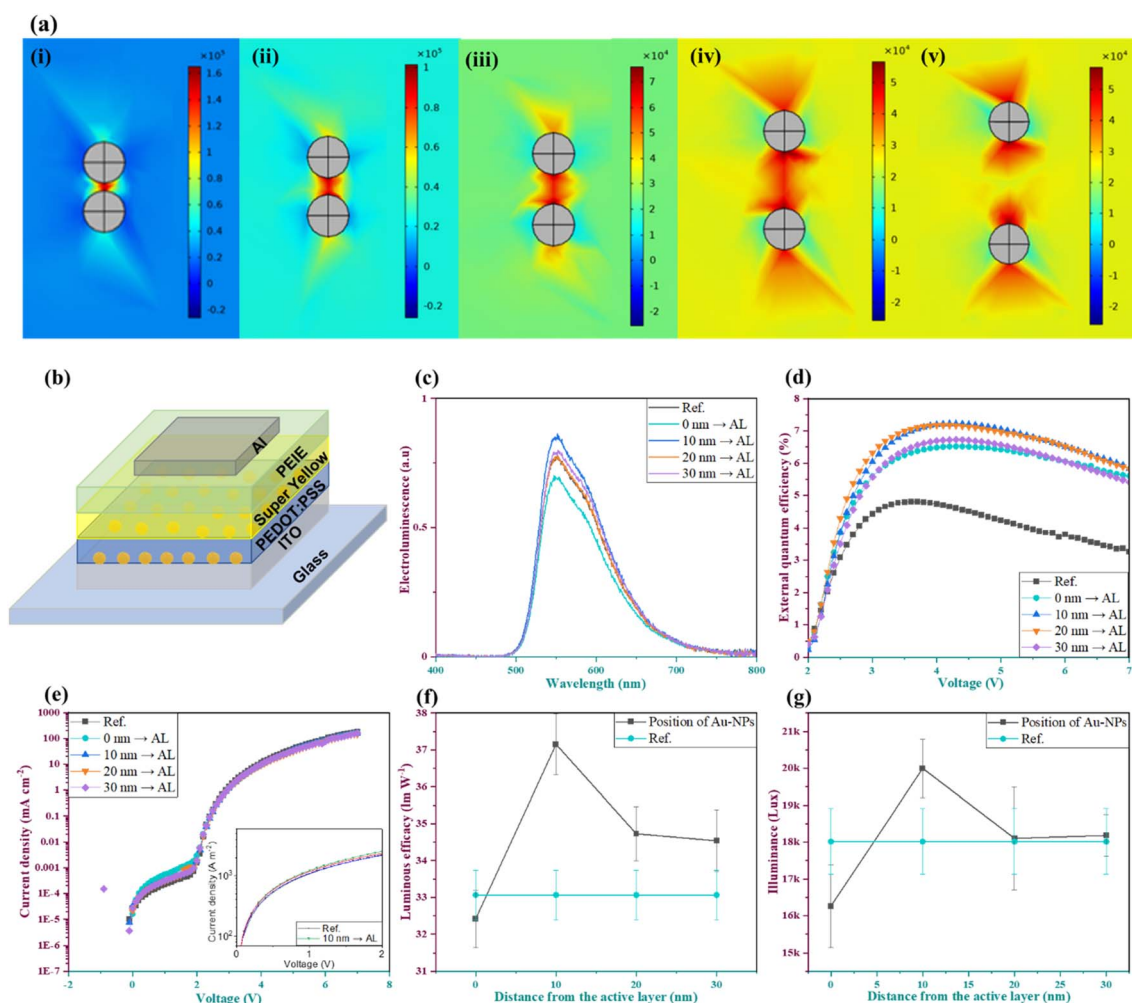 (a)
(i)
×10⁵
1.6
1.4
1.2
1
0.8
0.6
0.4
0.2
0
-0.2
(ii)
×10⁵
1
0.8
0.6
0.4
0.2
0
-0.2
(iii)
×10⁴
7
6
5
4
3
2
1
0
-1
-2
(iv)
×10⁴
5
4
3
2
1
0
-1
-2
(v)
×10⁴
5
4
3
2
1
0
-1
-2
(b)
Al
PEIE
Super Yellow
PEDOT:PSS
ITO
Glass
(c)
Electroluminescence (a.u)
1
0.5
0
400 500 600 700 800
Wavelength (nm)
Ref.
0 nm → AL
10 nm → AL
20 nm → AL
30 nm → AL
(d)
External quantum efficiency (%)
8
7
6
5
4
3
2
1
0
2 3 4 5 6 7
Voltage (V)
Ref.
0 nm → AL
10 nm → AL
20 nm → AL
30 nm → AL
(e)
Current density (mA cm⁻²)
1000
100
10
1
0.1
0.01
0.001
1E-4
1E-5
1E-6
1E-7
-2 0 2 4 6 8
Voltage (V)
Ref.
0 nm → AL
10 nm → AL
20 nm → AL
30 nm → AL
Current density (A m⁻²)
10³
10²
0 1 2
Voltage (V)
Ref.
10 nm → AL
(f)
Luminous efficacy (lm W⁻¹)
38
37
36
35
34
33
32
31
0 10 20 30
Distance from the active layer (nm)
Position of Au-NPs
Ref.
(g)
Illuminance (Lux)
21k
20k
19k
18k
17k
16k
15k
0 5 10 15 20 25 30
Distance from the active layer (nm)
Position of Au-NPs
Ref.